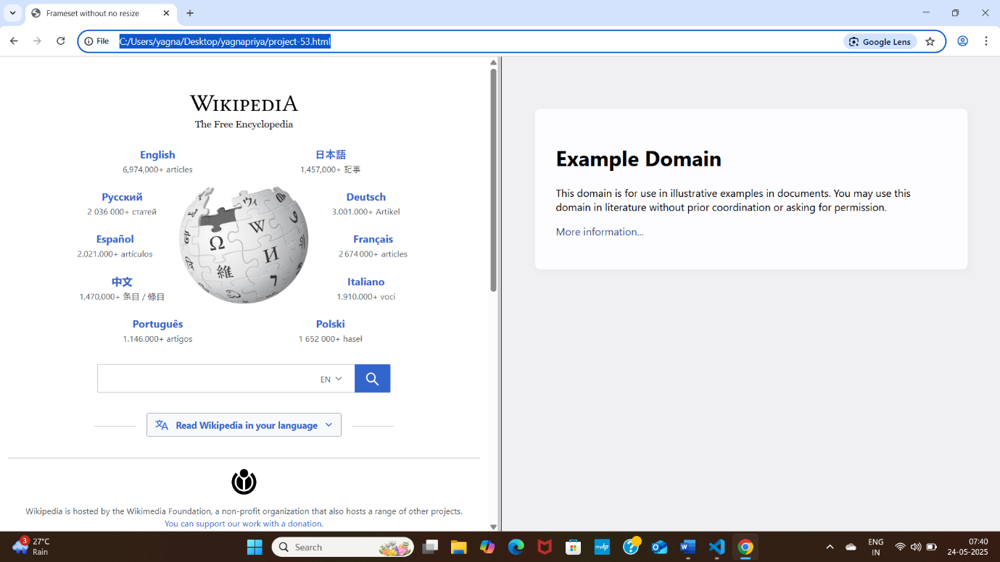 Frameset without no resize
File C:/Users/yagna/Desktop/yagnapriya/project-53.html Google Lens
WIKIPEDIA
The Free Encyclopedia
English
6,974,000+ articles
日本語
1,457,000+ 記事
Русский
2 036 000+ статей
Deutsch
3.001.000+ Artikel
Español
2.021.000+ artículos
Français
2 674 000+ articles
中文
1,470,000+ 条目 / 條目
Italiano
1.910.000+ voci
Português
1.146.000+ artigos
Polski
1 652 000+ haseł
EN
Read Wikipedia in your language
Wikipedia is hosted by the Wikimedia Foundation, a non-profit organization that also hosts a range of other projects.
You can support our work with a donation.
Example Domain
This domain is for use in illustrative examples in documents. You may use this
domain in literature without prior coordination or asking for permission.
More information...
3
27°C
Rain
Search
ENG
IN
07:40
24-05-2025